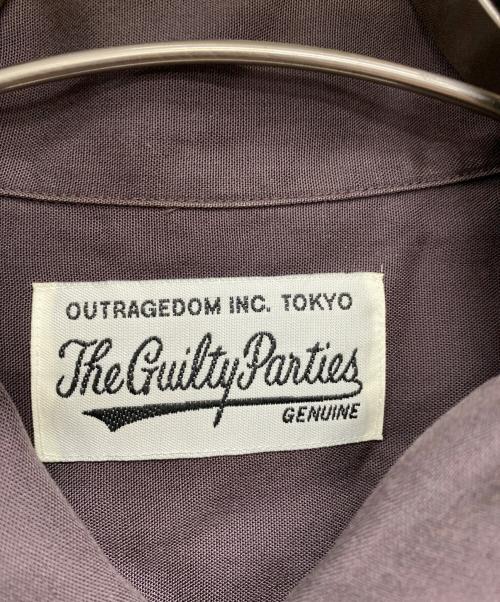 OUTRAGEDOM INC. TOKYO
The Guilty Parties
GENUINE